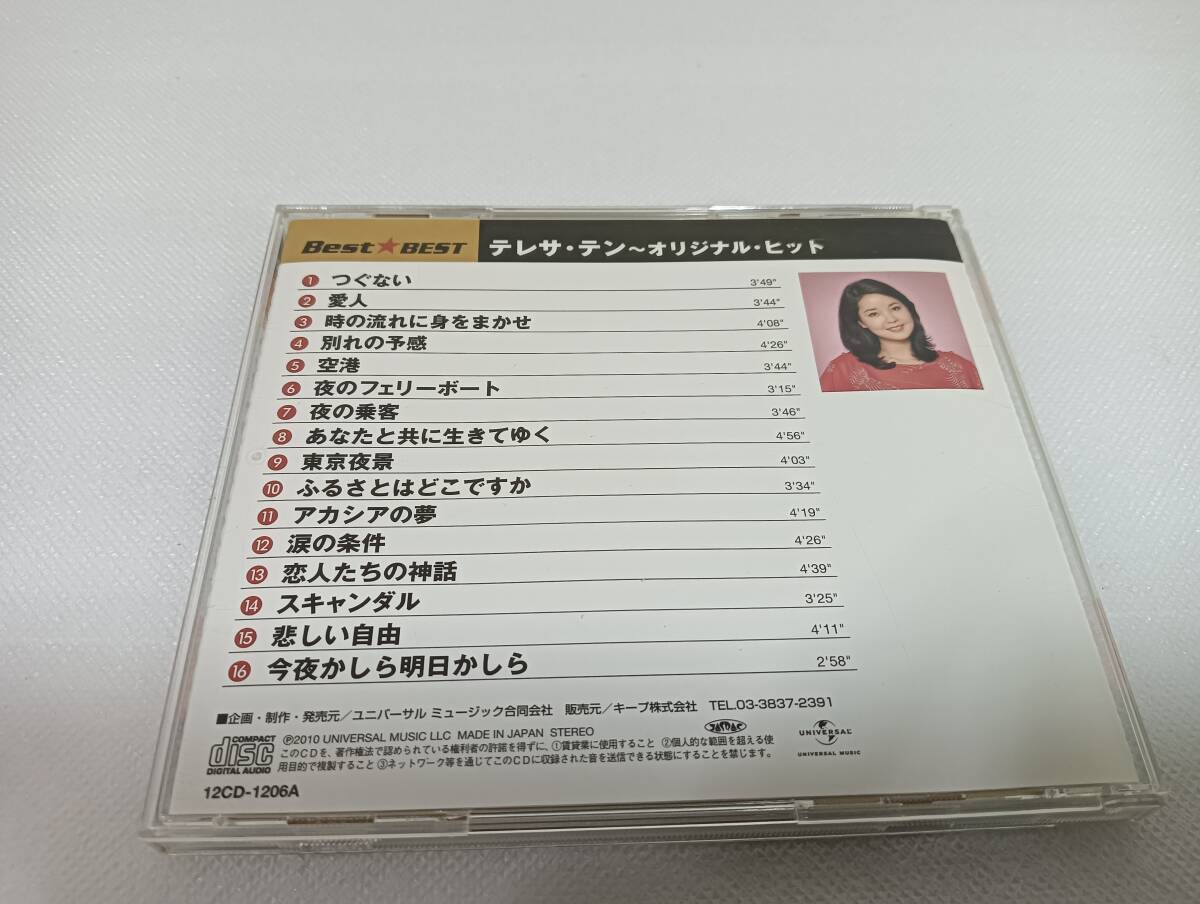 Best★BEST テレサ・テン～オリジナル・ヒット
1 つぐない 3'49"
2 愛人 3'44"
3 時の流れに身をまかせ 4'08"
4 別れの予感 4'26"
5 空港 3'44"
6 夜のフェリーボート 3'15"
7 夜の乗客 3'46"
8 あなたと共に生きてゆく 4'56"
9 東京夜景 4'03"
10 ふるさとはどこですか 3'34"
11 アカシアの夢 4'19"
12 涙の条件 4'26"
13 恋人たちの神話 4'39"
14 スキャンダル 3'25"
15 悲しい自由 4'11"
16 今夜かしら明日かしら 2'58"
■企画・制作・発売元／ユニバーサル ミュージック合同会社 販売元／キープ株式会社 TEL.03-3837-2391
COMPACT disc DIGITAL AUDIO
℗2010 UNIVERSAL MUSIC LLC MADE IN JAPAN STEREO
このCDを、著作権法で認められている権利者の許諾を得ずに、①賃貸業に使用すること ②個人的な範囲を超える使
用目的で複製すること ③ネットワーク等を通じてこのCDに収録された音を送信できる状態にすることを禁じます。
JASRAC
UNIVERSAL
UNIVERSAL MUSIC
12CD-1206A